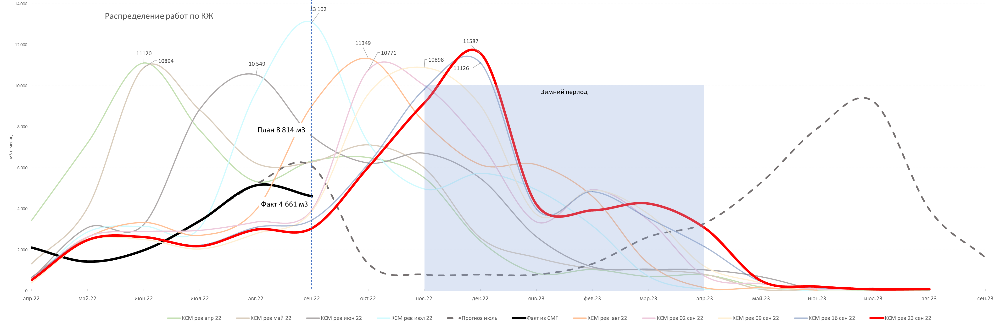 Распределение работ по КЖ
14 000
12 000
10 000
8 000
6 000
4 000
2 000
0
м3 в месяц
13 102
11120
10894
10 549
11349
10771
10898
11587
11126
Зимний период
План 8 814 м3
Факт 4 661 м3
апр.22 май.22 июн.22 июл.22 авг.22 сен.22 окт.22 ноя.22 дек.22 янв.23 фев.23 мар.23 апр.23 май.23 июн.23 июл.23 авг.23 сен.23
КСМ рев апр 22 КСМ рев май 22 КСМ рев июн 22 КСМ рев июл 22 Прогноз июль Факт из СМГ КСМ рев авг 22 КСМ рев 02 сен 22 КСМ рев 09 сен 22 КСМ рев 16 сен 22 КСМ рев 23 сен 22